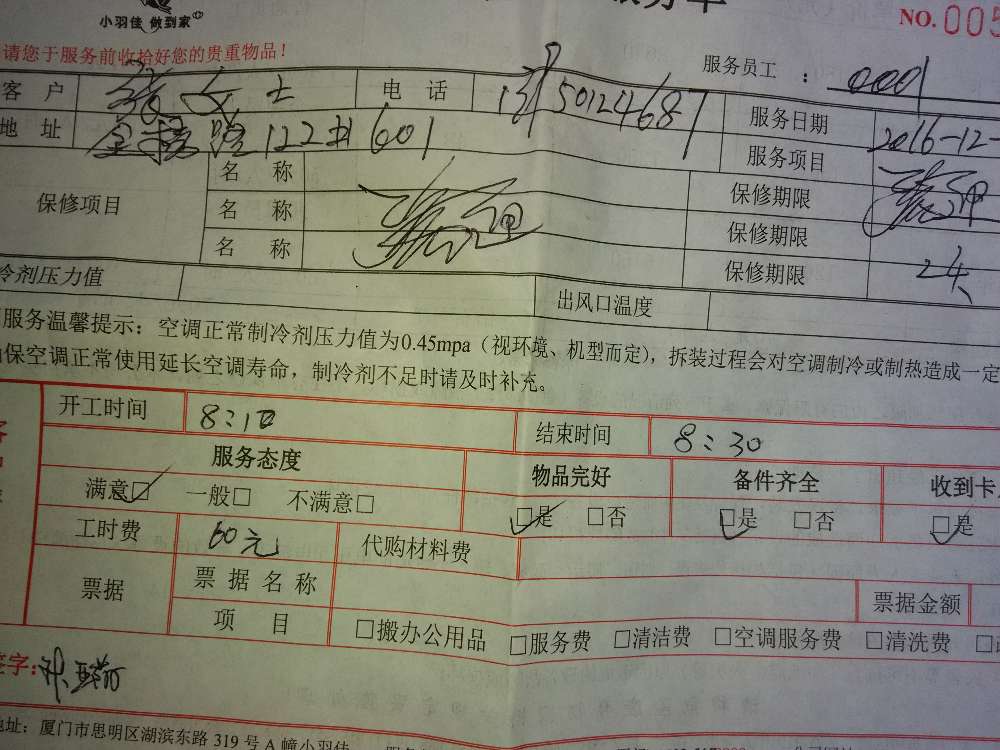 小羽佳 做到家
NO. 005
请您于服务前收拾好您的贵重物品！
服务员工 ： 0001
客 户 女士 电 话 50124687 服务日期 2016-12-
地 址 122# 601 服务项目
保修项目 名 称 保修期限
名 称 保修期限
名 称 保修期限
冷剂压力值 出风口温度
服务温馨提示：空调正常制冷剂压力值为0.45mpa（视环境、机型而定），拆装过程会对空调制冷或制热造成一定
保空调正常使用延长空调寿命，制冷剂不足时请及时补充。
开工时间 8:10 结束时间 8:30
服务态度 物品完好 备件齐全 收到卡
满意□ 一般□ 不满意□ □是 □否 □是 □否 □是
工时费 60元 代购材料费
票据 票据名称 票据金额
项 目 □搬办公用品 □服务费 □清洁费 □空调服务费 □清洗费
签字：
地址：厦门市思明区湖滨东路 319 号 A 幢小羽佳